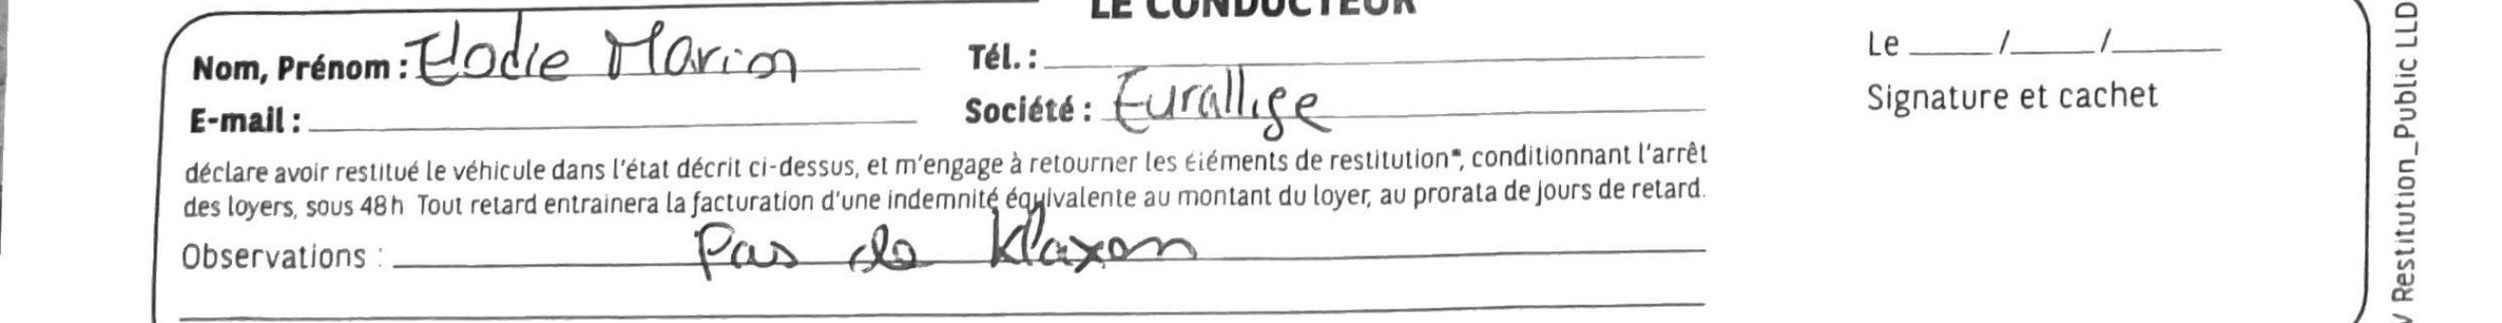 LE CONDUCTEUR
Nom, Prénom : Elodie Marion
Tél. :
Le ____/____/____
E-mail :
Société : Eurallige
Signature et cachet
déclare avoir restitué le véhicule dans l'état décrit ci-dessus, et m'engage à retourner les éléments de restitution*, conditionnant l'arrêt
des loyers, sous 48h Tout retard entrainera la facturation d'une indemnité équivalente au montant du loyer, au prorata de jours de retard.
Observations : Pas de klaxon
Restitution_Public LLD